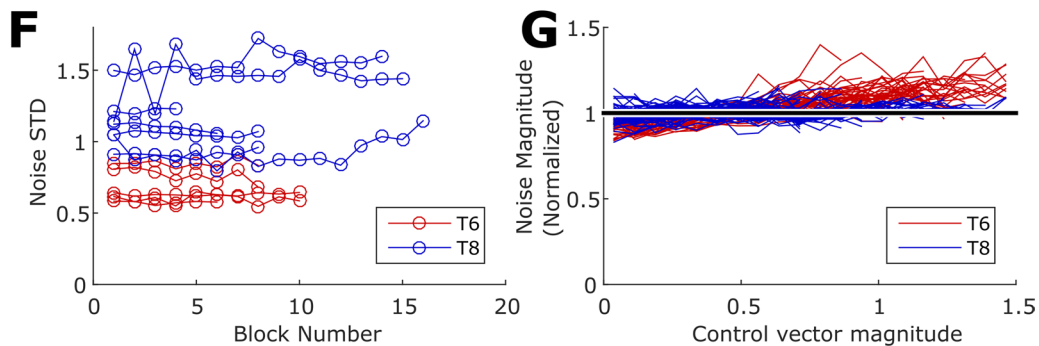 F
Noise STD
1.5
1
0.5
0
0
5
10
15
20
Block Number
T6
T8
G
Noise Magnitude
(Normalized)
1.5
1
0.5
0
0
0.5
1
1.5
Control vector magnitude
T6
T8